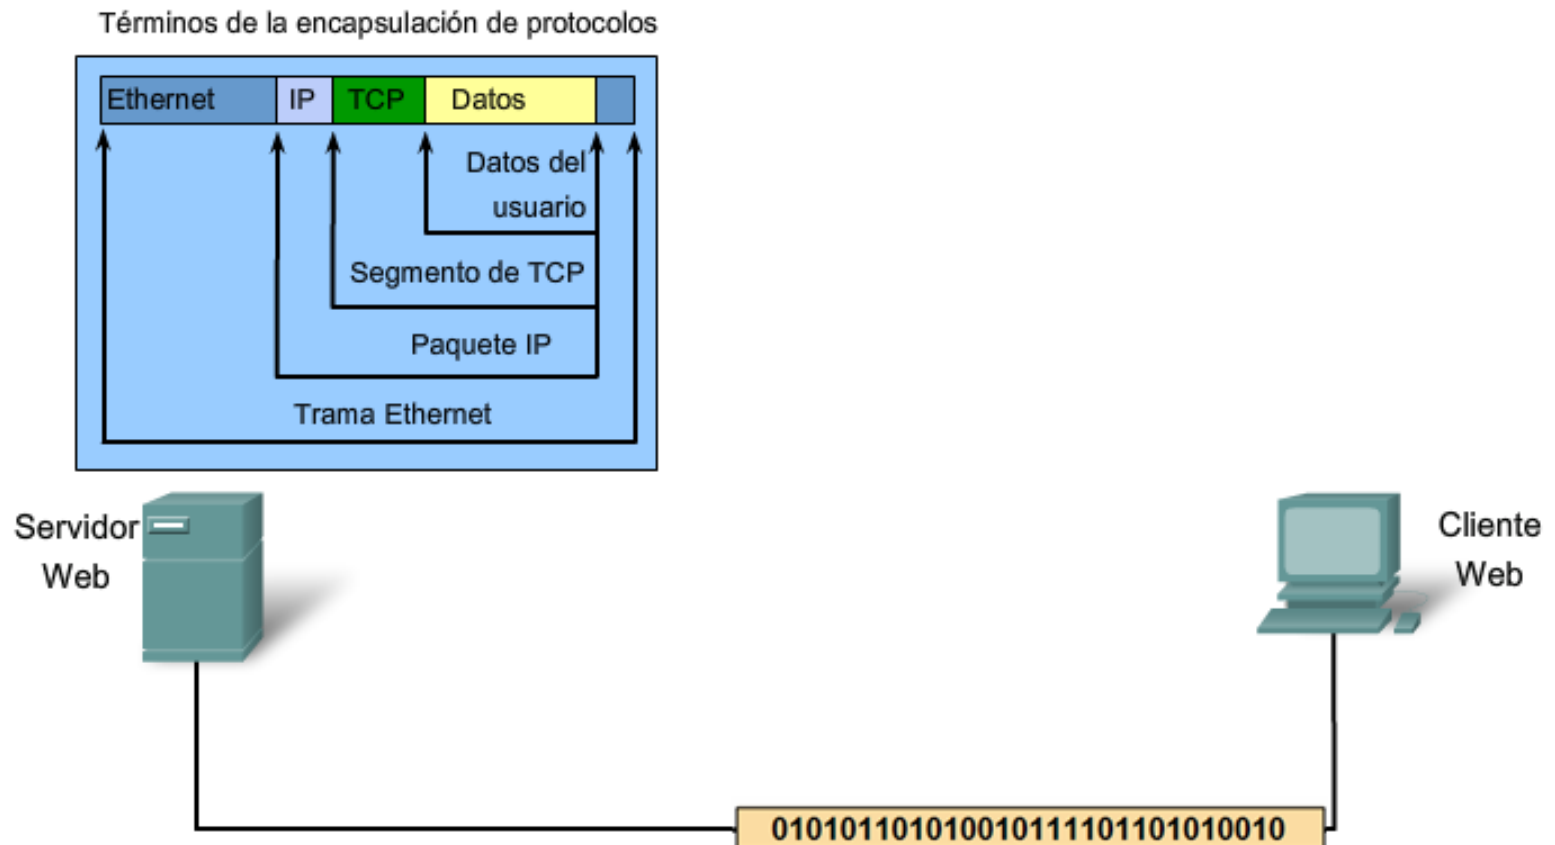 Términos de la encapsulación de protocolos
Ethernet IP TCP Datos
Datos del
usuario
Segmento de TCP
Paquete IP
Trama Ethernet
Servidor
Web
Cliente
Web
0101011010100101111101101010010